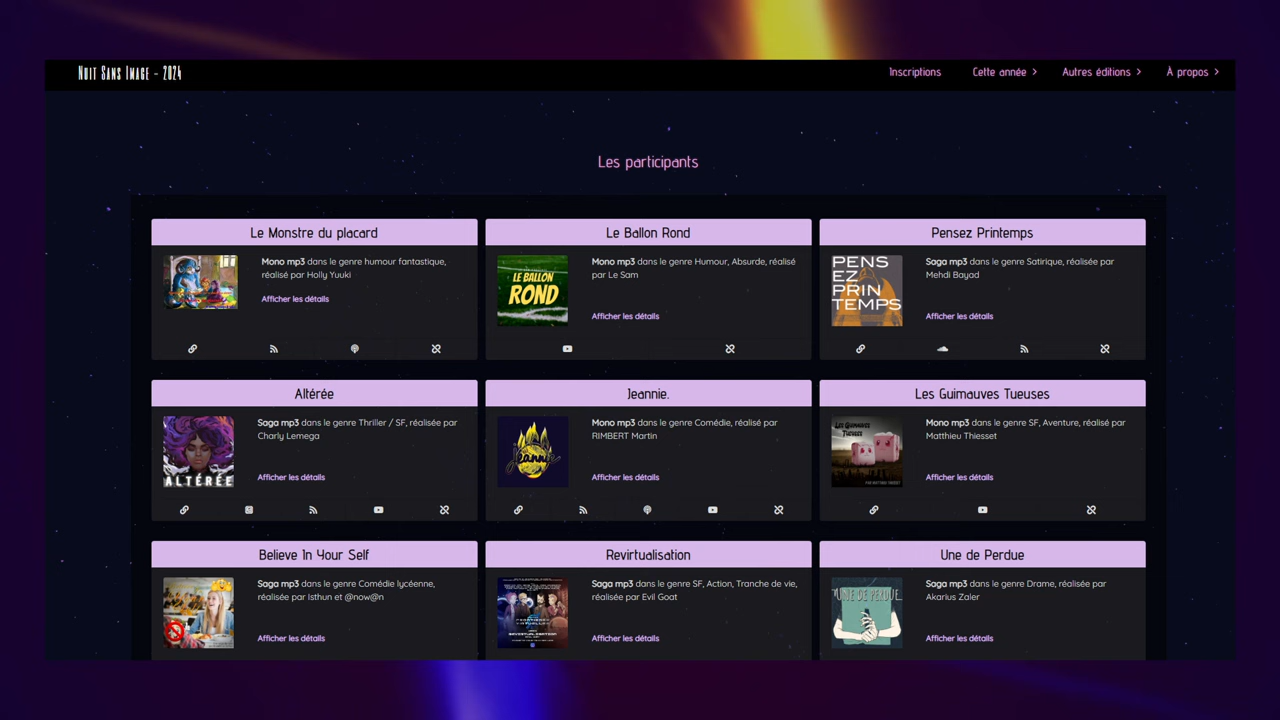 Nuit Sans Image - 2024
Inscriptions
Cette année
Autres éditions
À propos
Les participants
Le Monstre du placard
Mono mp3 dans le genre humour fantastique,
réalisé par Holly Yuuki
Afficher les détails
Le Ballon Rond
LE BALLON
ROND
Mono mp3 dans le genre Humour, Absurde, réalisé
par Le Sam
Afficher les détails
Pensez Printemps
PENS
EZ
PRIN
TEMPS
Saga mp3 dans le genre Satirique, réalisée par
Mehdi Bayad
Afficher les détails
Altérée
ALTÉRÉE
Saga mp3 dans le genre Thriller / SF, réalisée par
Charly Lemega
Afficher les détails
Jeannie.
Jeannie
Mono mp3 dans le genre Comédie, réalisé par
RIMBERT Martin
Afficher les détails
Les Guimauves Tueuses
Les Guimauves
Tueuses
Mono mp3 dans le genre SF, Aventure, réalisé par
Matthieu Thiesset
Afficher les détails
Believe In Your Self
Saga mp3 dans le genre Comédie lycéenne,
réalisée par Isthun et @now@n
Afficher les détails
Revirtualisation
Saga mp3 dans le genre SF, Action, Tranche de vie,
réalisée par Evil Goat
Afficher les détails
Une de Perdue
UNE DE PERDUE
Saga mp3 dans le genre Drame, réalisée par
Akarius Zaler
Afficher les détails